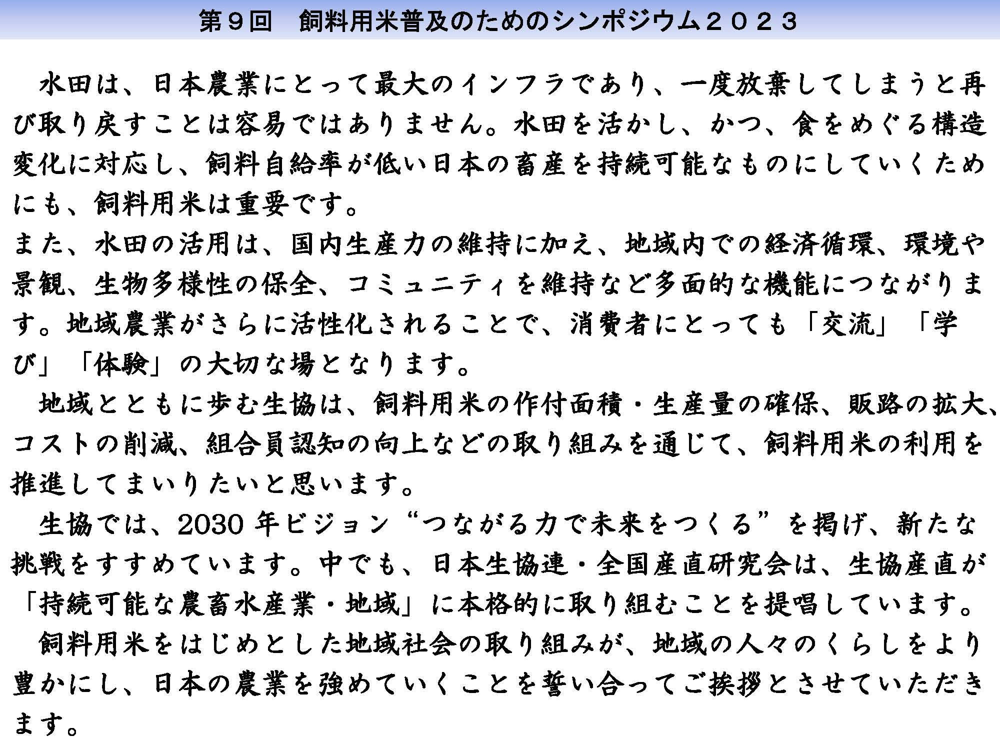 第９回　飼料用米普及のためのシンポジウム２０２３
　水田は、日本農業にとって最大のインフラであり、一度放棄してしまうと再
び取り戻すことは容易ではありません。水田を活かし、かつ、食をめぐる構造
変化に対応し、飼料自給率が低い日本の畜産を持続可能なものにしていくため
にも、飼料用米は重要です。
また、水田の活用は、国内生産力の維持に加え、地域内での経済循環、環境や
景観、生物多様性の保全、コミュニティを維持など多面的な機能につながりま
す。地域農業がさらに活性化されることで、消費者にとっても「交流」「学
び」「体験」の大切な場となります。
　地域とともに歩む生協は、飼料用米の作付面積・生産量の確保、販路の拡大、
コストの削減、組合員認知の向上などの取り組みを通じて、飼料用米の利用を
推進してまいりたいと思います。
　生協では、2030 年ビジョン“つながる力で未来をつくる”を掲げ、新たな
挑戦をすすめています。中でも、日本生協連・全国産直研究会は、生協産直が
「持続可能な農畜水産業・地域」に本格的に取り組むことを提唱しています。
　飼料用米をはじめとした地域社会の取り組みが、地域の人々のくらしをより
豊かにし、日本の農業を強めていくことを誓い合ってご挨拶とさせていただき
ます。